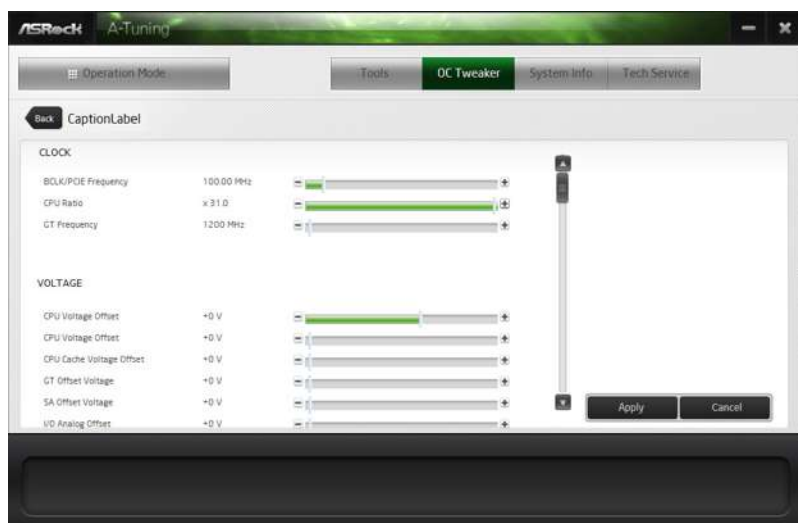 ASRock A-Tuning
Operation Mode Tools OC Tweaker System Info Tech Service
Back CaptionLabel
CLOCK
BCLK/PCIE Frequency 100.00 MHz
CPU Ratio x 31.0
GT Frequency 1200 MHz
VOLTAGE
CPU Voltage Offset +0 V
CPU Voltage Offset +0 V
CPU Cache Voltage Offset +0 V
GT Offset Voltage +0 V
SA Offset Voltage +0 V
I/O Analog Offset +0 V
Apply Cancel